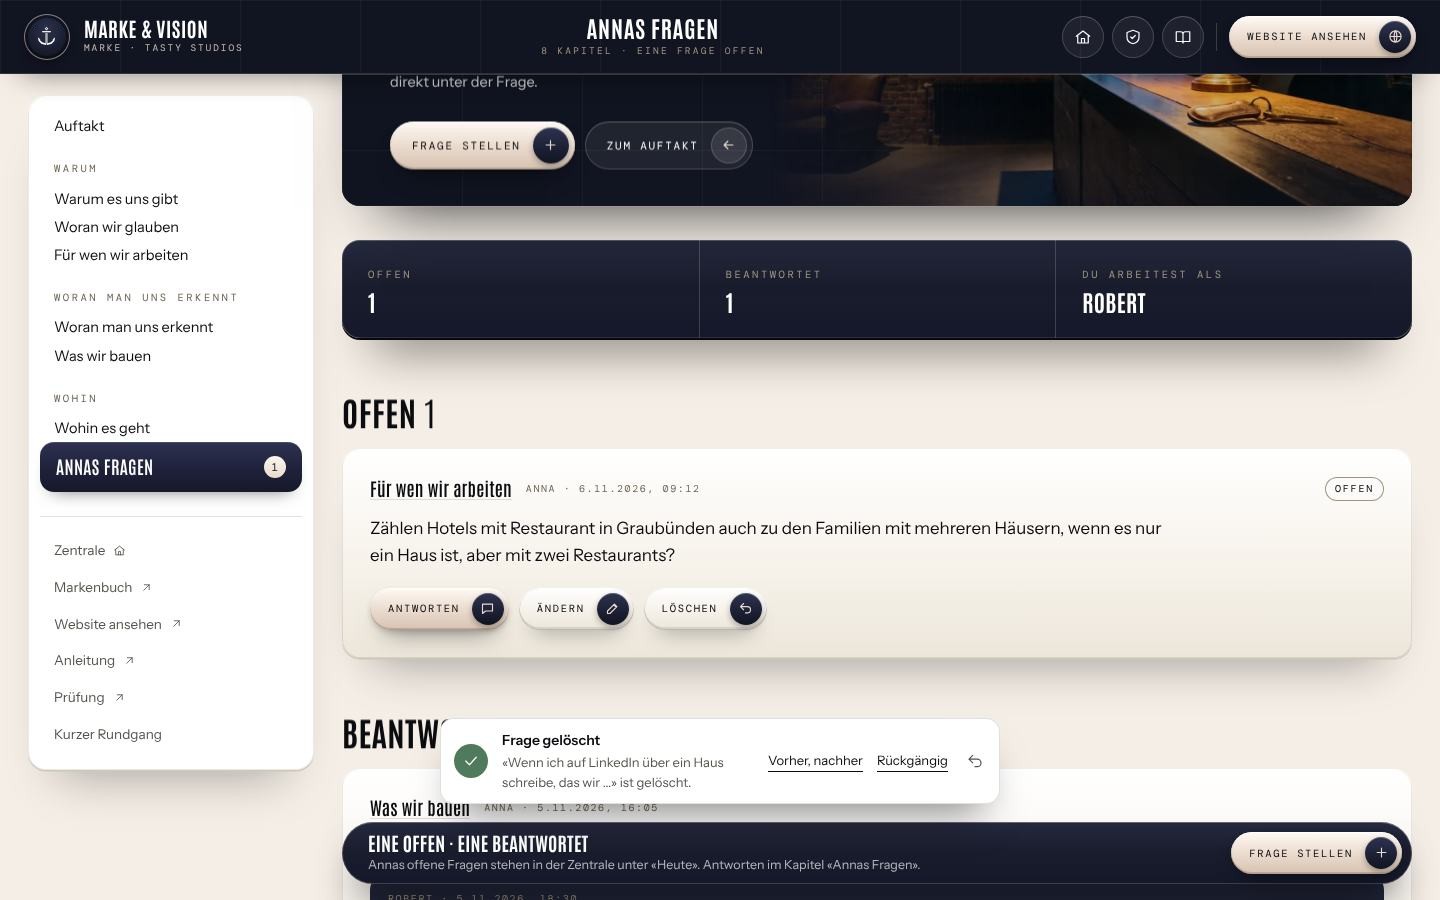 MARKE & VISION
MARKE · TASTY STUDIOS
ANNAS FRAGEN
8 KAPITEL · EINE FRAGE OFFEN
WEBSITE ANSEHEN
Auftakt
WARUM
Warum es uns gibt
Woran wir glauben
Für wen wir arbeiten
WORAN MAN UNS ERKENNT
Woran man uns erkennt
Was wir bauen
WOHIN
Wohin es geht
ANNAS FRAGEN 1
Zentrale
Markenbuch
Website ansehen
Anleitung
Prüfung
Kurzer Rundgang
direkt unter der Frage.
FRAGE STELLEN
ZUM AUFTAKT
OFFEN
1
BEANTWORTET
1
DU ARBEITEST ALS
ROBERT
OFFEN 1
Für wen wir arbeiten ANNA · 6.11.2026, 09:12 OFFEN
Zählen Hotels mit Restaurant in Graubünden auch zu den Familien mit mehreren Häusern, wenn es nur
ein Haus ist, aber mit zwei Restaurants?
ANTWORTEN
ÄNDERN
LÖSCHEN
Frage gelöscht
«Wenn ich auf LinkedIn über ein Haus
schreibe, das wir ...» ist gelöscht.
Vorher, nachher
Rückgängig
Was wir bauen ANNA · 5.11.2026, 16:05
EINE OFFEN · EINE BEANTWORTET
Annas offene Fragen stehen in der Zentrale unter «Heute». Antworten im Kapitel «Annas Fragen».
FRAGE STELLEN
ROBERT · 5.11.2026, 18:30